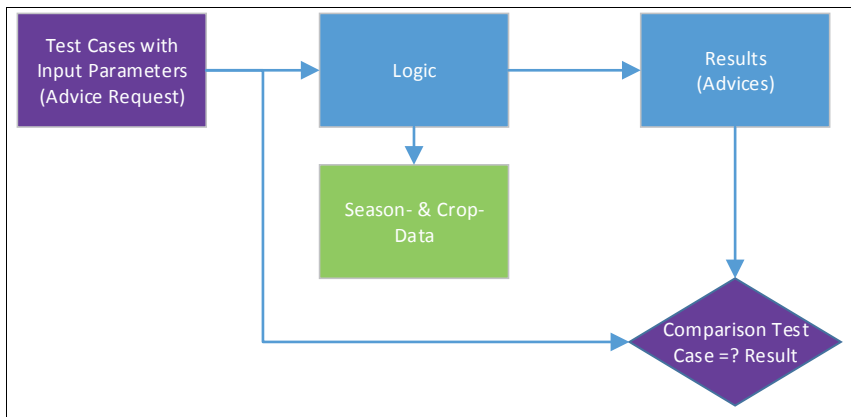 Test Cases with
Input Parameters
(Advice Request)
Logic
Results
(Advices)
Season- & Crop-
Data
Comparison Test
Case =? Result